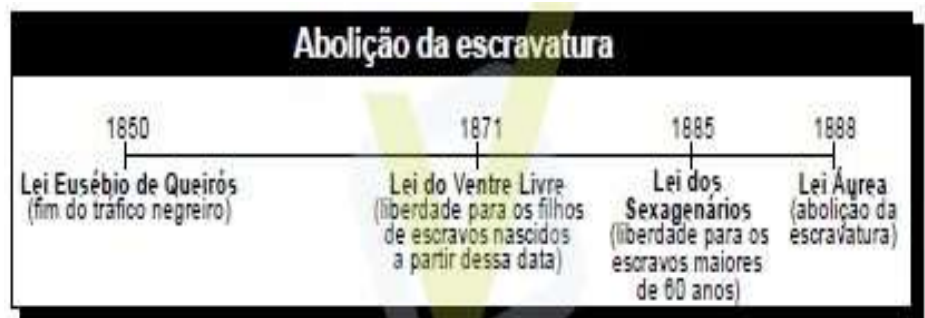 Abolição da escravatura
1850
1871
1885
1888
Lei Eusébio de Queirós
(fim do tráfico negreiro)
Lei do Ventre Livre
(liberdade para os filhos
de escravos nascidos
a partir dessa data)
Lei dos
Sexagenários
(liberdade para os
escravos maiores
de 60 anos)
Lei Áurea
(abolição da
escravatura)